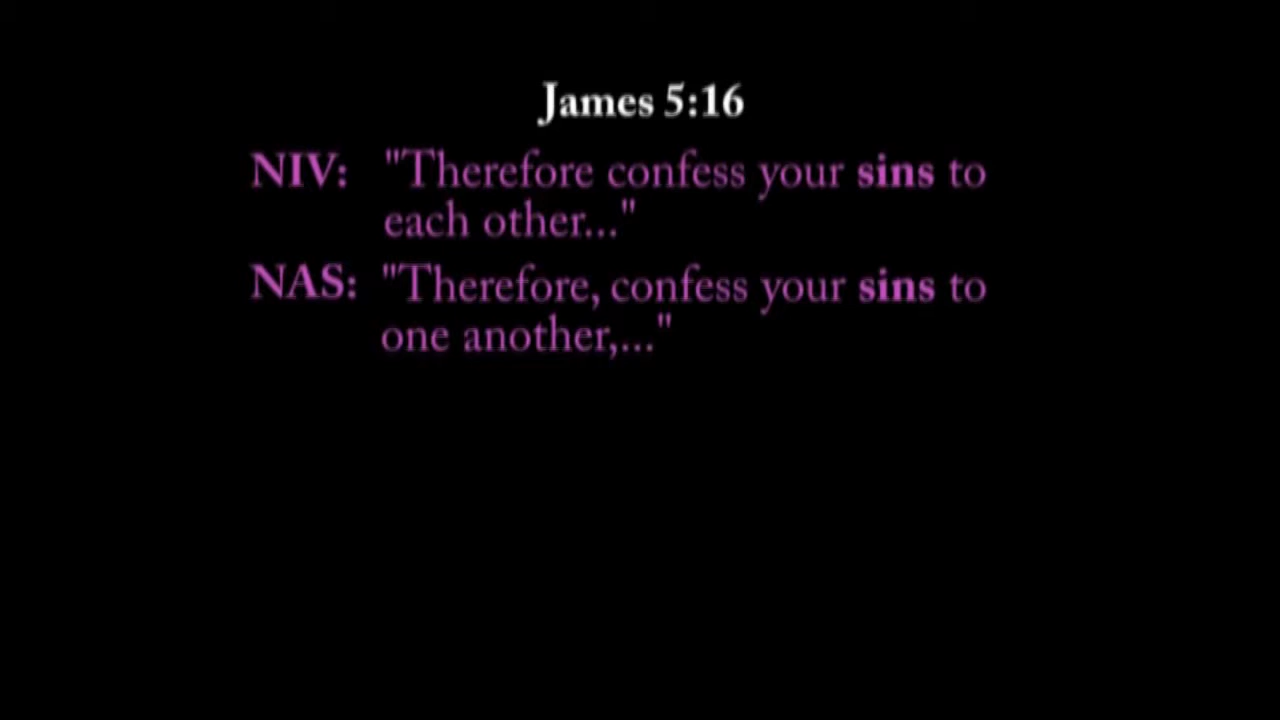 James 5:16
NIV: "Therefore confess your sins to
each other..."
NAS: "Therefore, confess your sins to
one another,..."